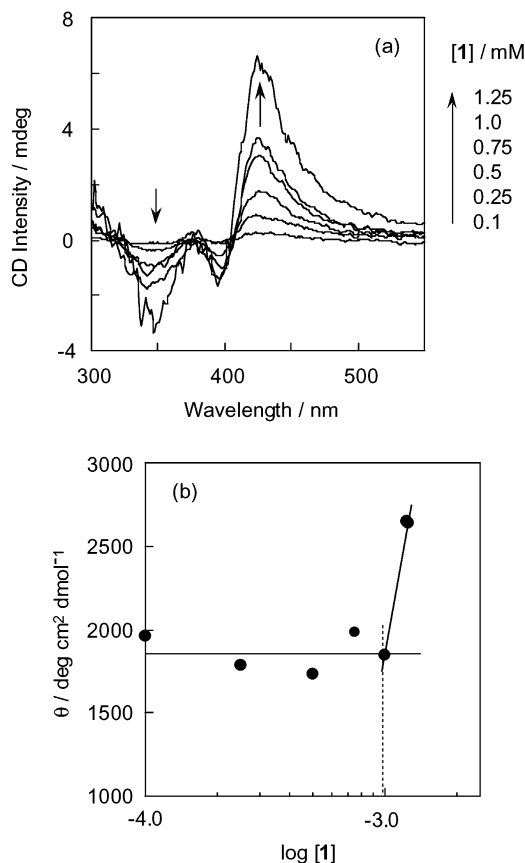 8
(a)
[1] / mM
1.25
1.0
0.75
0.5
0.25
0.1
4
0
-4
CD Intensity / mdeg
300
400
500
Wavelength / nm
3000
(b)
2500
2000
1500
1000
θ / deg cm² dmol⁻¹
-4.0
-3.0
log [1]